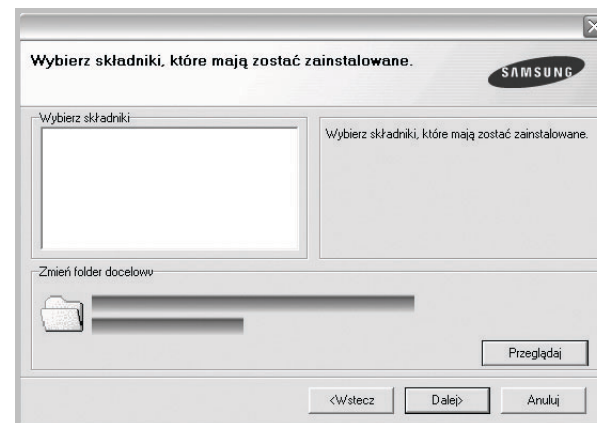 Wybierz składniki, które mają zostać zainstalowane.
SAMSUNG
Wybierz składniki
Wybierz składniki, które mają zostać zainstalowane.
Zmień folder docelowy
Przeglądaj
<Wstecz
Dalej>
Anuluj